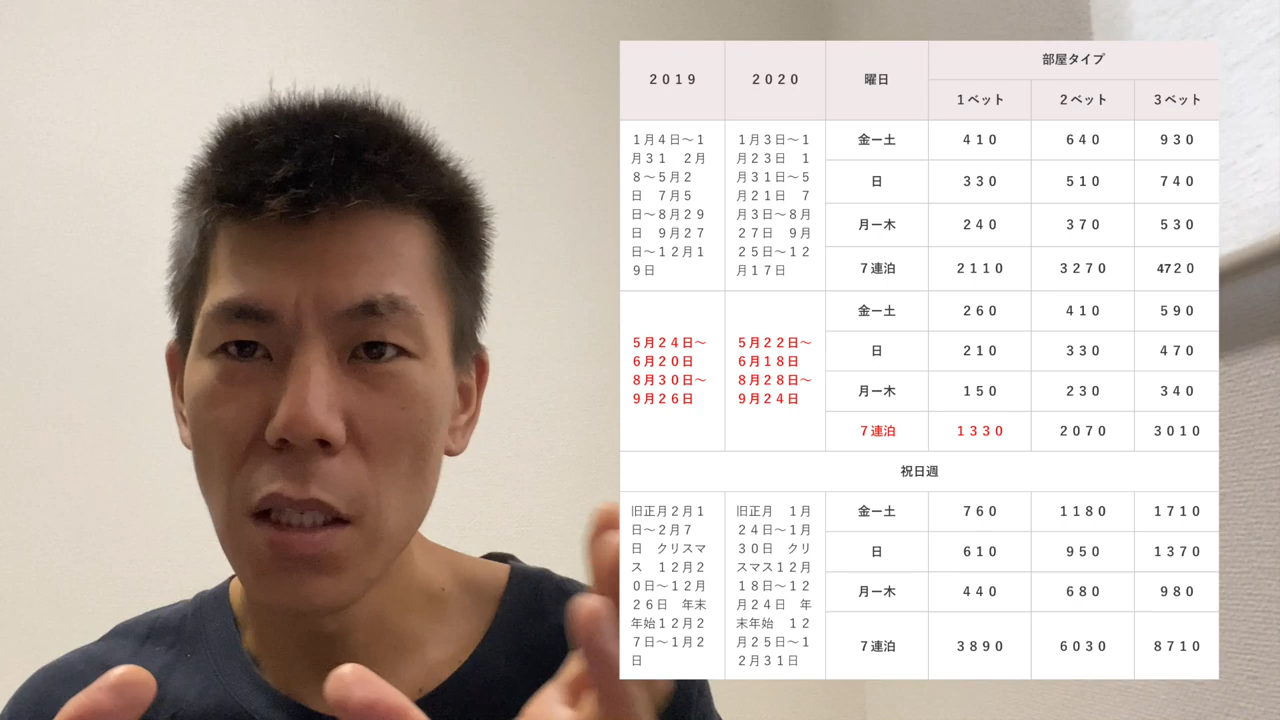 ２０１９
２０２０
曜日
部屋タイプ
１ベット
２ベット
３ベット
１月４日～１
月３１　２月
８～５月２
日　７月５
日～８月２９
日　９月２７
日～１２月１
９日
１月３日～１
月２３日　１
月３１日～５
月２１日　７
月３日～８月
２７日　９月
２５日～１２
月１７日
金ー土
４１０
６４０
９３０
日
３３０
５１０
７４０
月ー木
２４０
３７０
５３０
７連泊
２１１０
３２７０
47２０
５月２４日～
６月２０日
８月３０日～
９月２６日
５月２２日～
６月１８日
８月２８日～
９月２４日
金ー土
２６０
４１０
５９０
日
２１０
３３０
４７０
月ー木
１５０
２３０
３４０
７連泊
１３３０
２０７０
３０１０
祝日週
旧正月２月１
日～２月７
日　クリスマ
ス　１２月２
０日～１２月
２６日　年末
年始１２月２
７日～１月２
日
旧正月　１月
２４日～１月
３０日　クリ
スマス１２月
１８日～１２
月２４日　年
末年始　１２
月２５日～１
２月３１日
金ー土
７６０
１１８０
１７１０
日
６１０
９５０
１３７０
月ー木
４４０
６８０
９８０
７連泊
３８９０
６０３０
８７１０